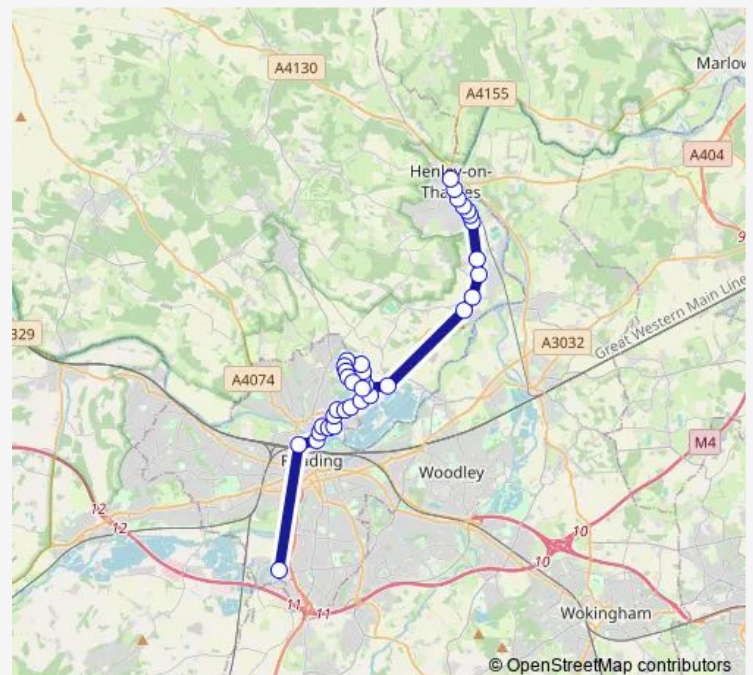 A4130
Marlow
A4155
A404
Henley-on-
Thames
9
329
Great Western Main Line
A3032
A4074
M4
Reading
Woodley
12
12
10
10
11
11
Wokingham
© OpenStreetMap contributors